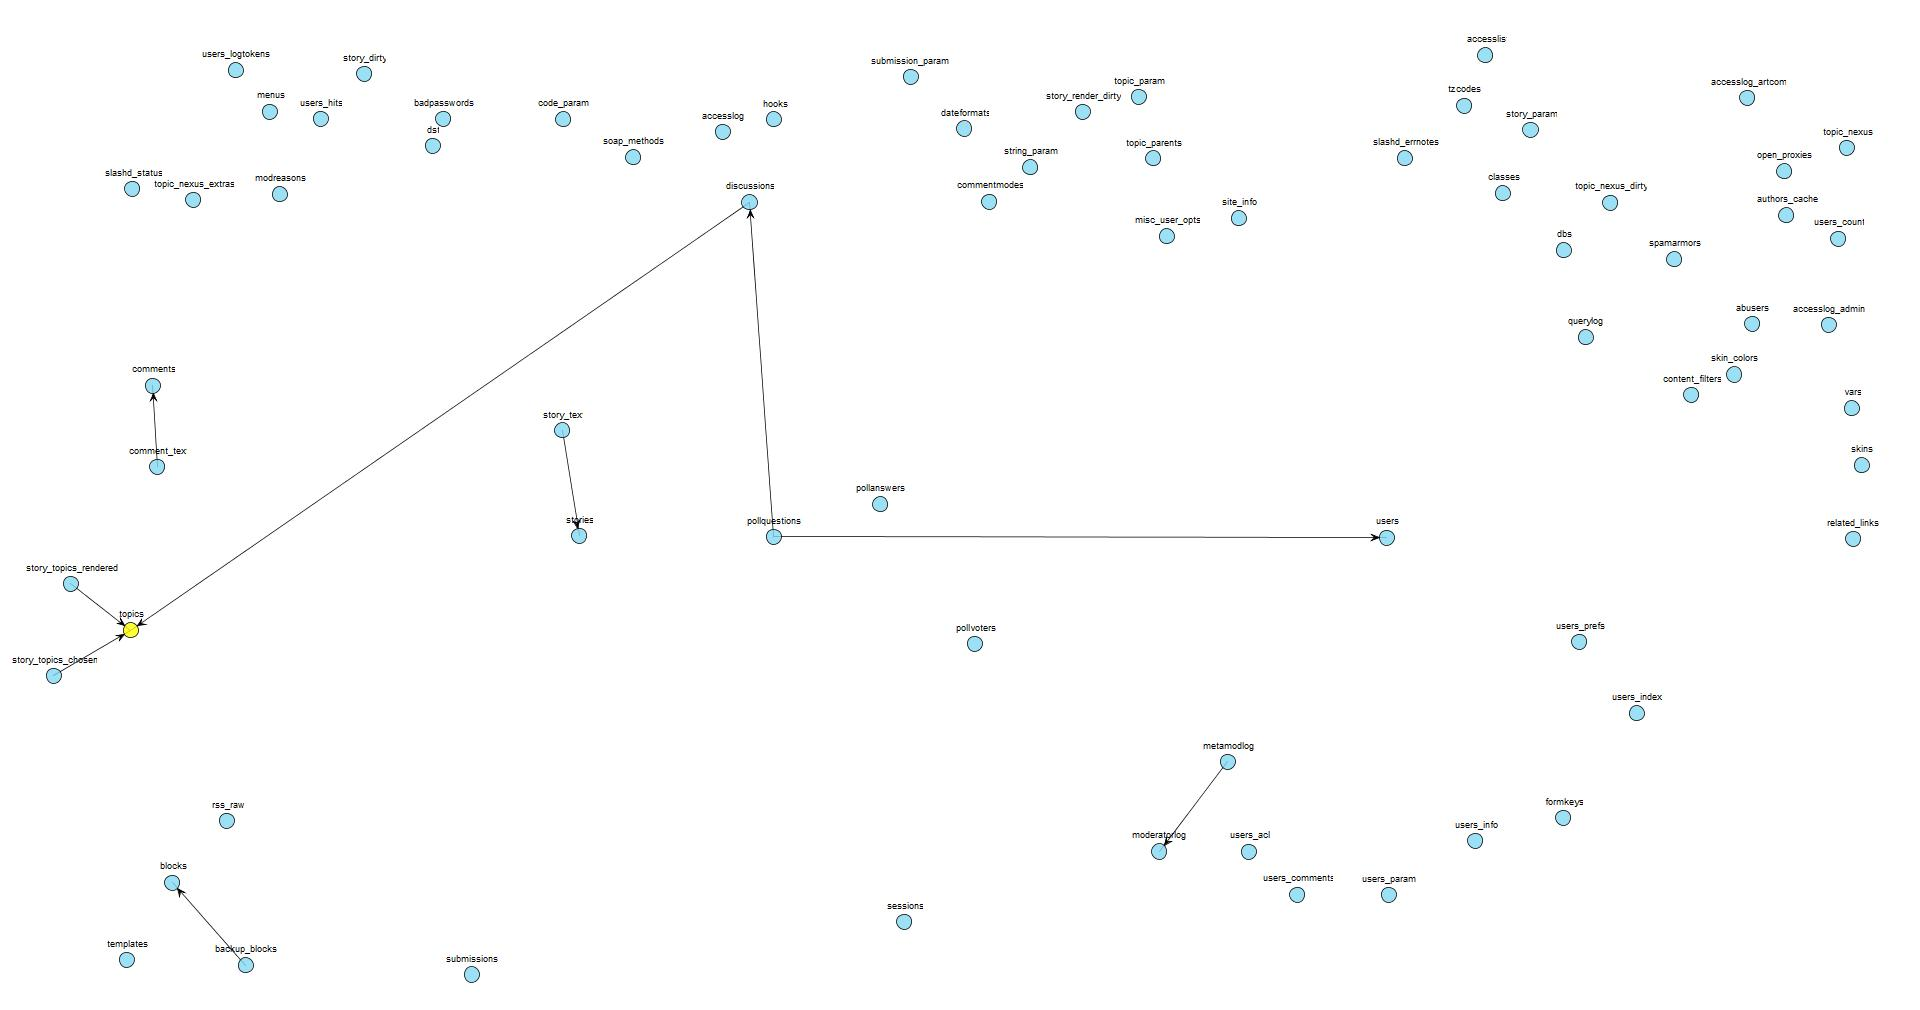 accesslis
users_logtokens
story_dirty
submission_param
topic_param
accesslog_artcom
tzcodes
menus
users_hits
badpasswords
code_param
hooks
story_render_dirty
accesslog
dateformats
story_param
dst
topic_nexus
soap_methods
string_param
topic_parents
slashd_errnotes
open_proxies
slashd_status
topic_nexus_extras
modreasons
discussions
commentmodes
classes
topic_nexus_dirty
site_info
authors_cache
misc_user_opts
users_count
dbs
spamarmors
abusers
accesslog_admin
querylog
skin_colors
comments
content_filters
vars
story_tex
comment_tex
skins
pollanswers
stories
pollquestions
users
related_links
story_topics_rendered
topics
pollvoters
users_prefs
story_topics_chosen
users_index
metamodlog
rss_raw
formkeys
moderatorlog
users_acl
users_info
blocks
users_comments
users_param
sessions
templates
backup_blocks
submissions